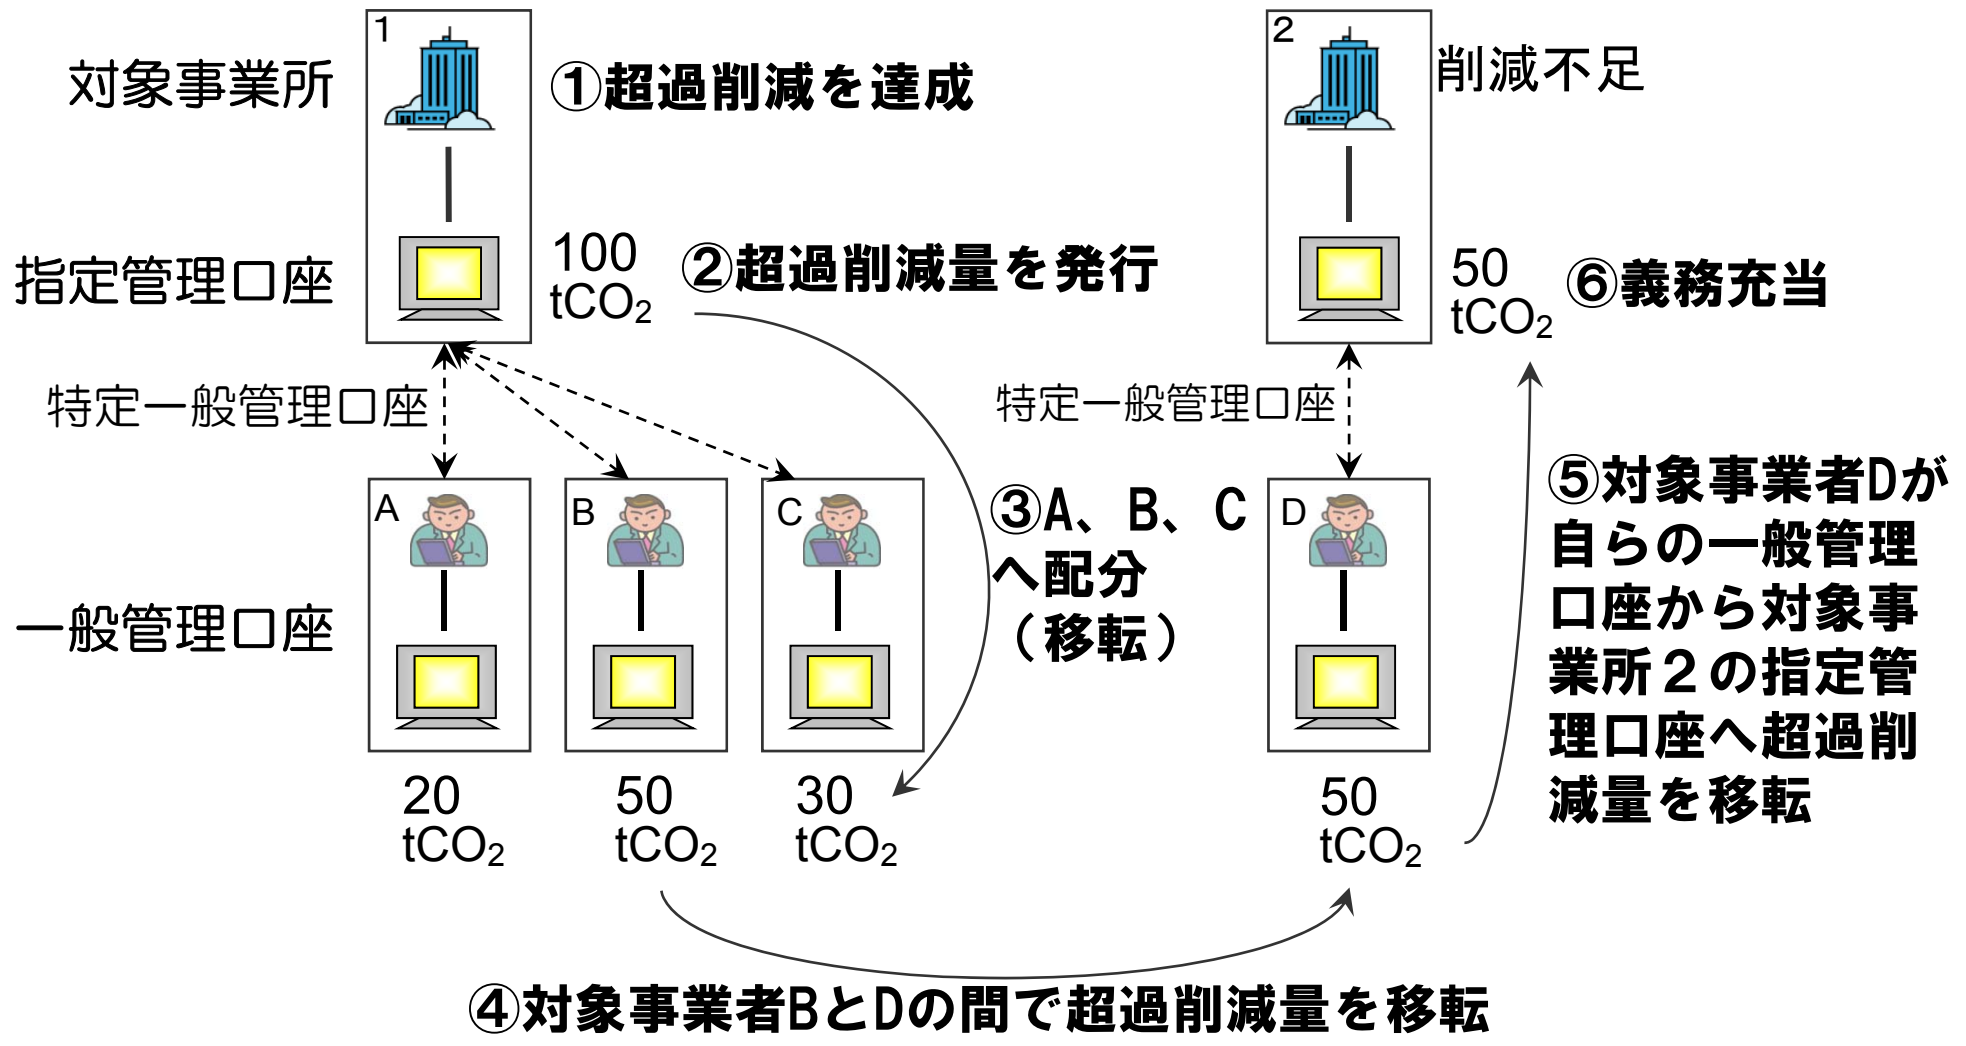 1
対象事業所
①超過削減を達成
2
削減不足
指定管理口座
100
tCO₂
②超過削減量を発行
50
tCO₂
⑥義務充当
特定一般管理口座
特定一般管理口座
A
B
C
③A、B、C
へ配分
（移転）
D
⑤対象事業者Dが
自らの一般管理
口座から対象事
業所２の指定管
理口座へ超過削
減量を移転
一般管理口座
20
tCO₂
50
tCO₂
30
tCO₂
50
tCO₂
④対象事業者BとDの間で超過削減量を移転